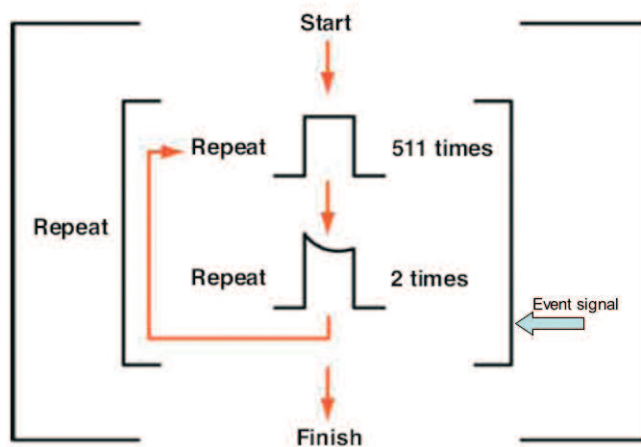 Start
Repeat 511 times
Repeat
Repeat 2 times
Event signal
Finish